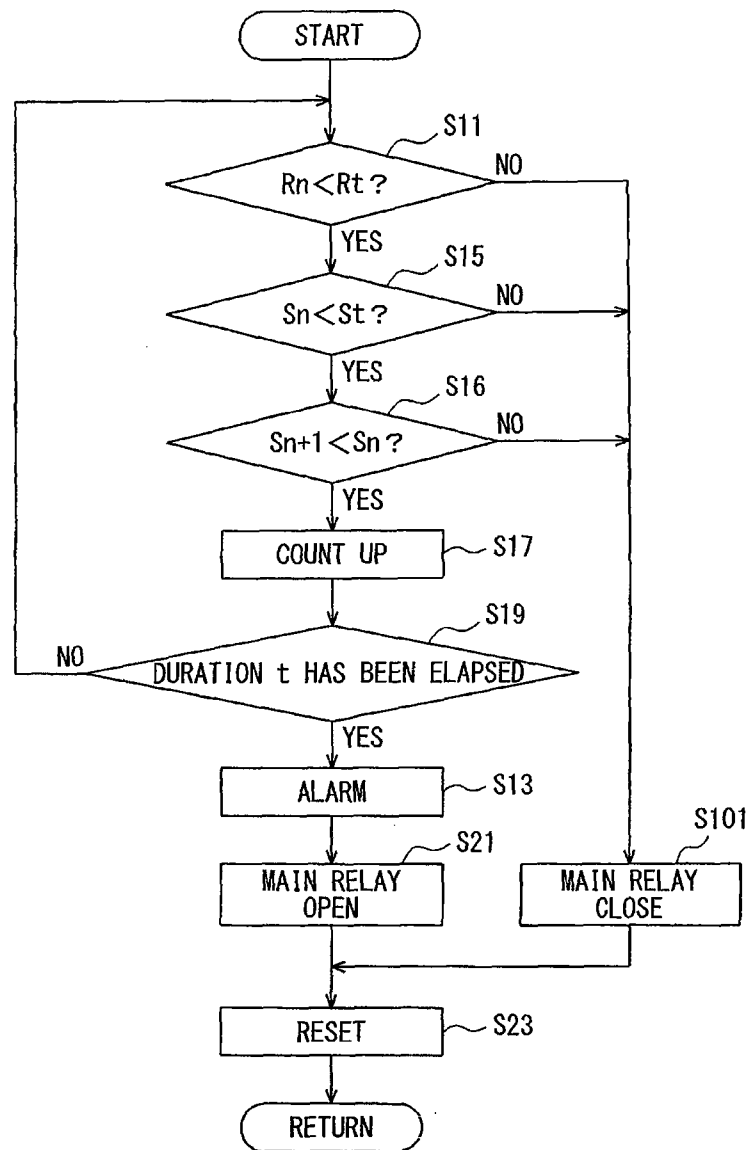 START
S11
Rn<Rt?
NO
YES
S15
Sn<St?
NO
YES
S16
Sn+1<Sn?
NO
YES
COUNT UP
S17
S19
NO
DURATION t HAS BEEN ELAPSED
YES
ALARM
S13
S21
S101
MAIN RELAY
OPEN
MAIN RELAY
CLOSE
RESET
S23
RETURN